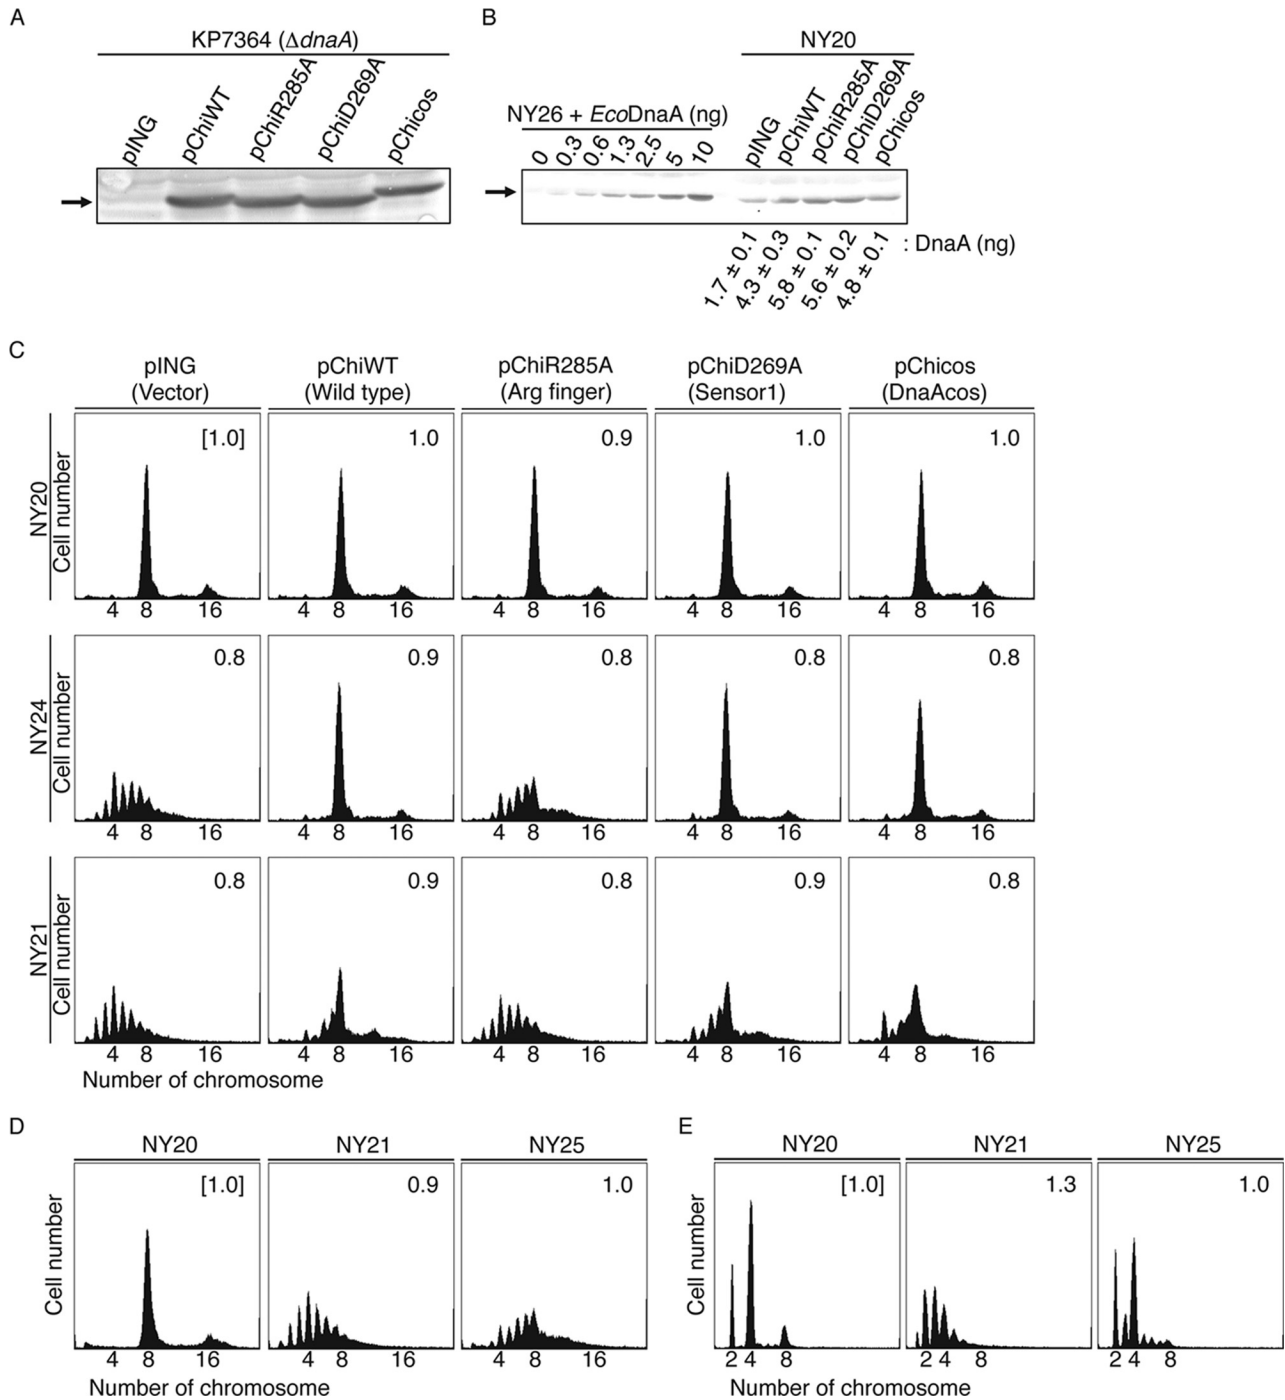 A
KP7364 (ΔdnaA)
pING
pChiWT
pChiR285A
pChiD269A
pChicos
B
NY20
NY26 + EcoDnaA (ng)
0
0.3
0.6
1.3
2.5
5
10
pING
pChiWT
pChiR285A
pChiD269A
pChicos
1.7 ± 0.1
4.3 ± 0.3
5.8 ± 0.1
5.6 ± 0.2
4.8 ± 0.1
: DnaA (ng)
C
pING
(Vector)
pChiWT
(Wild type)
pChiR285A
(Arg finger)
pChiD269A
(Sensor1)
pChicos
(DnaAcos)
NY20
Cell number
[1.0]
1.0
0.9
1.0
1.0
4 8 16
4 8 16
4 8 16
4 8 16
4 8 16
NY24
Cell number
0.8
0.9
0.8
0.8
0.8
4 8 16
4 8 16
4 8 16
4 8 16
4 8 16
NY21
Cell number
0.8
0.9
0.8
0.9
0.8
4 8 16
4 8 16
4 8 16
4 8 16
4 8 16
Number of chromosome
D
NY20
NY21
NY25
Cell number
[1.0]
0.9
1.0
4 8 16
4 8 16
4 8 16
Number of chromosome
E
NY20
NY21
NY25
Cell number
[1.0]
1.3
1.0
2 4 8
2 4 8
2 4 8
Number of chromosome